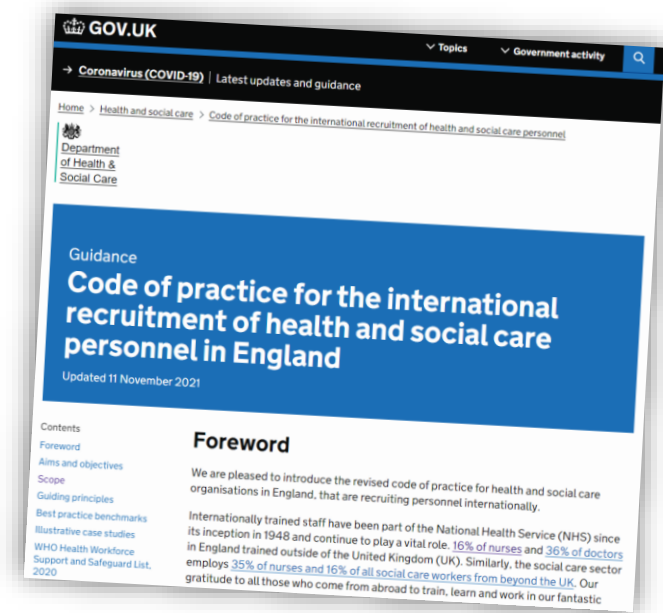 GOV.UK
Topics
Government activity
→ Coronavirus (COVID-19) | Latest updates and guidance
Home > Health and social care > Code of practice for the international recruitment of health and social care personnel
Department
of Health &
Social Care
Guidance
Code of practice for the international
recruitment of health and social care
personnel in England
Updated 11 November 2021
Contents
Foreword
Aims and objectives
Scope
Guiding principles
Best practice benchmarks
Illustrative case studies
WHO Health Workforce
Support and Safeguard List,
2020
Foreword
We are pleased to introduce the revised code of practice for health and social care
organisations in England, that are recruiting personnel internationally.
Internationally trained staff have been part of the National Health Service (NHS) since
its inception in 1948 and continue to play a vital role. 16% of nurses and 36% of doctors
in England trained outside of the United Kingdom (UK). Similarly, the social care sector
employs 35% of nurses and 16% of all social care workers from beyond the UK. Our
gratitude to all those who come from abroad to train, learn and work in our fantastic